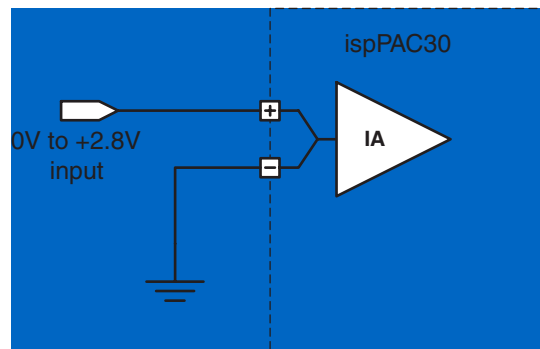 ispPAC30
+
0V to +2.8V
input
IA
−